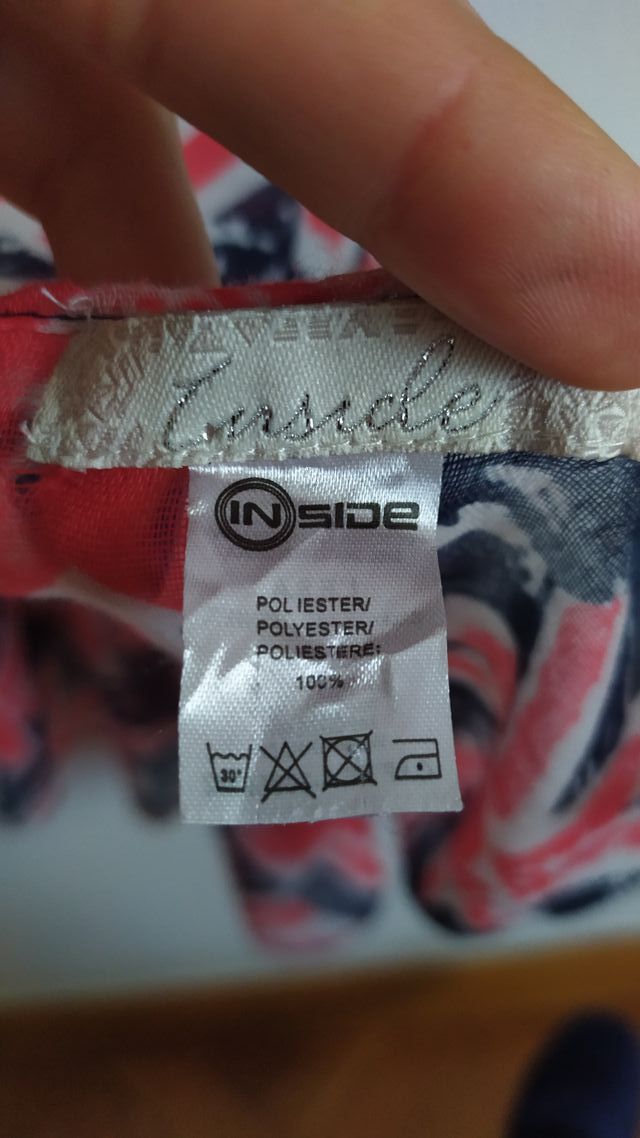 Inside
INSIDE
POLIESTER/
POLYESTER/
POLIESTERE:
100%
30°